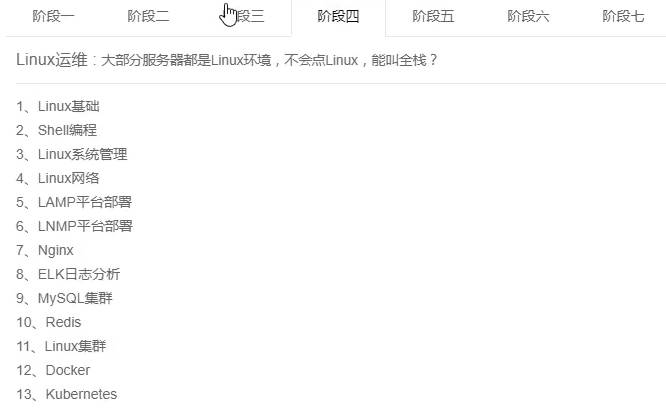 阶段一 阶段二 阶段三 阶段四 阶段五 阶段六 阶段七
Linux运维：大部分服务器都是Linux环境，不会点Linux，能叫全栈？
1、Linux基础
2、Shell编程
3、Linux系统管理
4、Linux网络
5、LAMP平台部署
6、LNMP平台部署
7、Nginx
8、ELK日志分析
9、MySQL集群
10、Redis
11、Linux集群
12、Docker
13、Kubernetes